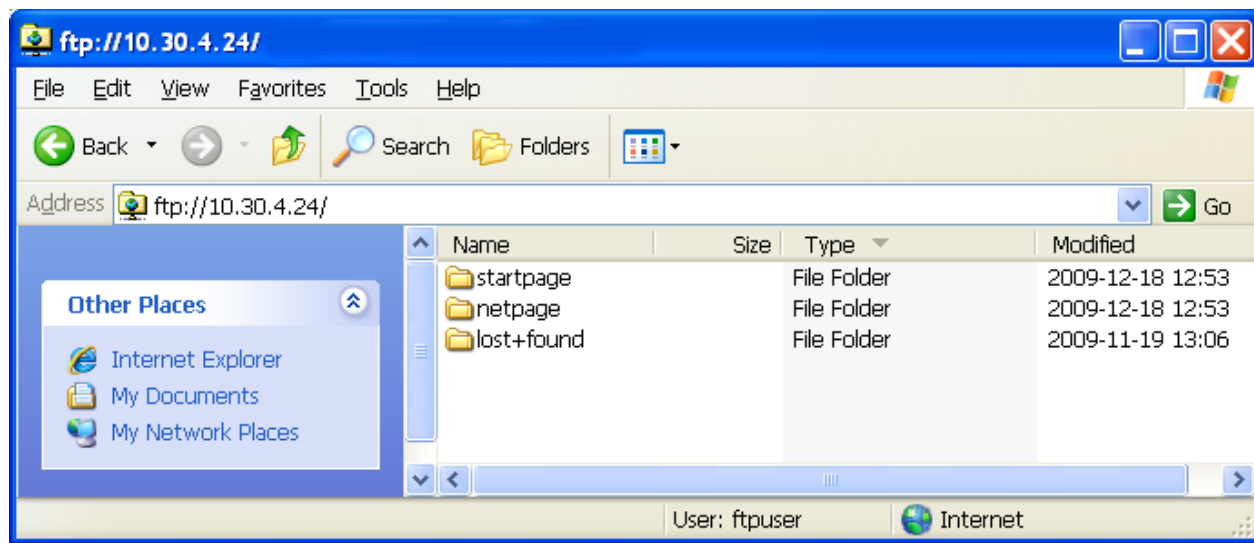 ftp://10.30.4.24/
File Edit View Favorites Tools Help
Back Search Folders
Address ftp://10.30.4.24/ Go
Name Size Type Modified
startpage File Folder 2009-12-18 12:53
netpage File Folder 2009-12-18 12:53
lost+found File Folder 2009-11-19 13:06
Other Places
Internet Explorer
My Documents
My Network Places
User: ftpuser Internet